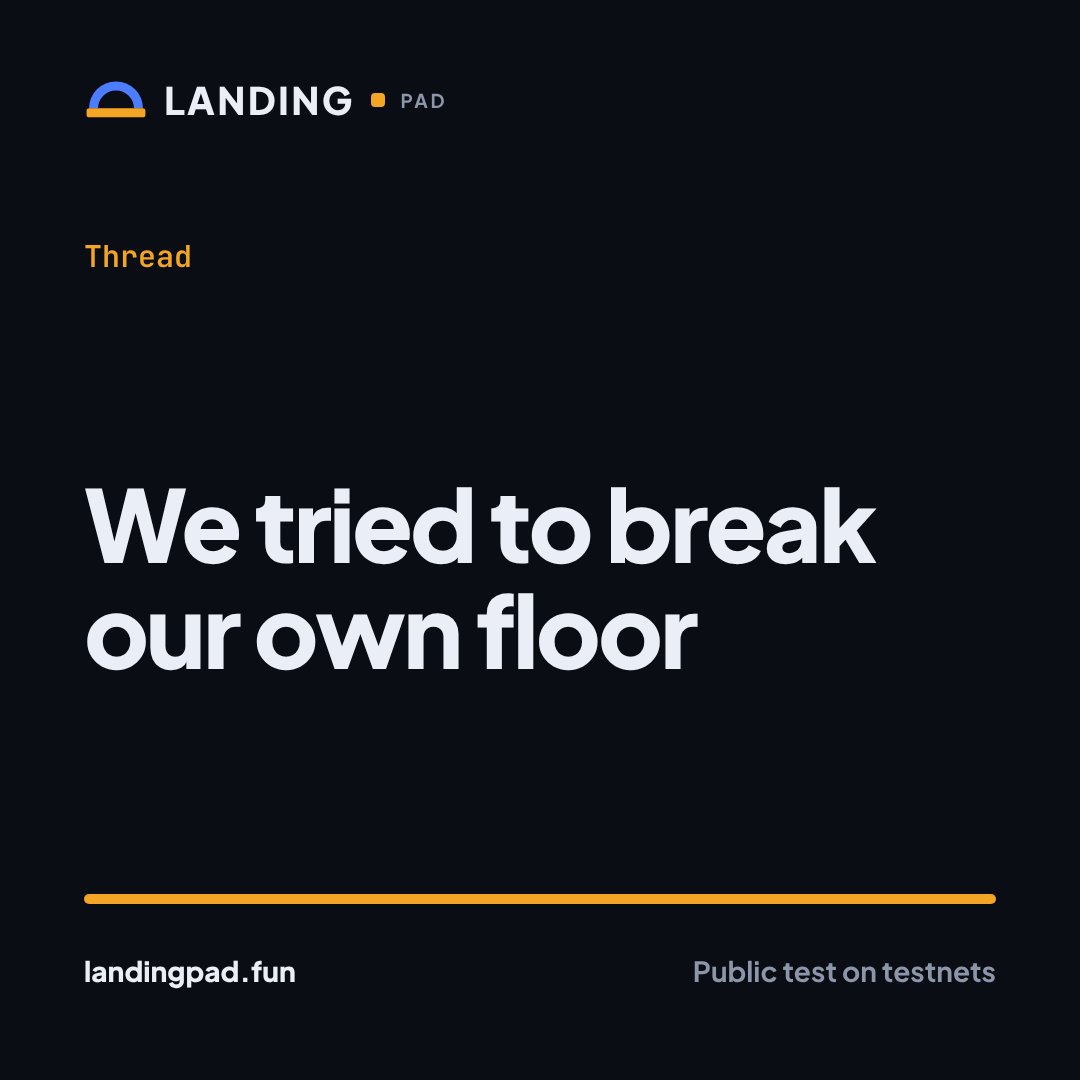 LANDING PAD
Thread
We tried to break
our own floor
landingpad.fun
Public test on testnets